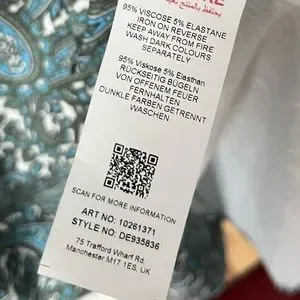 95% VISCOSE 5% ELASTANE
IRON ON REVERSE
KEEP AWAY FROM FIRE
WASH DARK COLOURS
SEPARATELY
95% Viskose 5% Elasthan
RÜCKSEITIG BÜGELN
VON OFFENEM FEUER
FERNHALTEN
DUNKLE FARBEN GETRENNT
WASCHEN
SCAN FOR MORE INFORMATION
ART NO: 10261371
STYLE NO: DE935836
75 Trafford Wharf Rd,
Manchester M17 1ES, UK